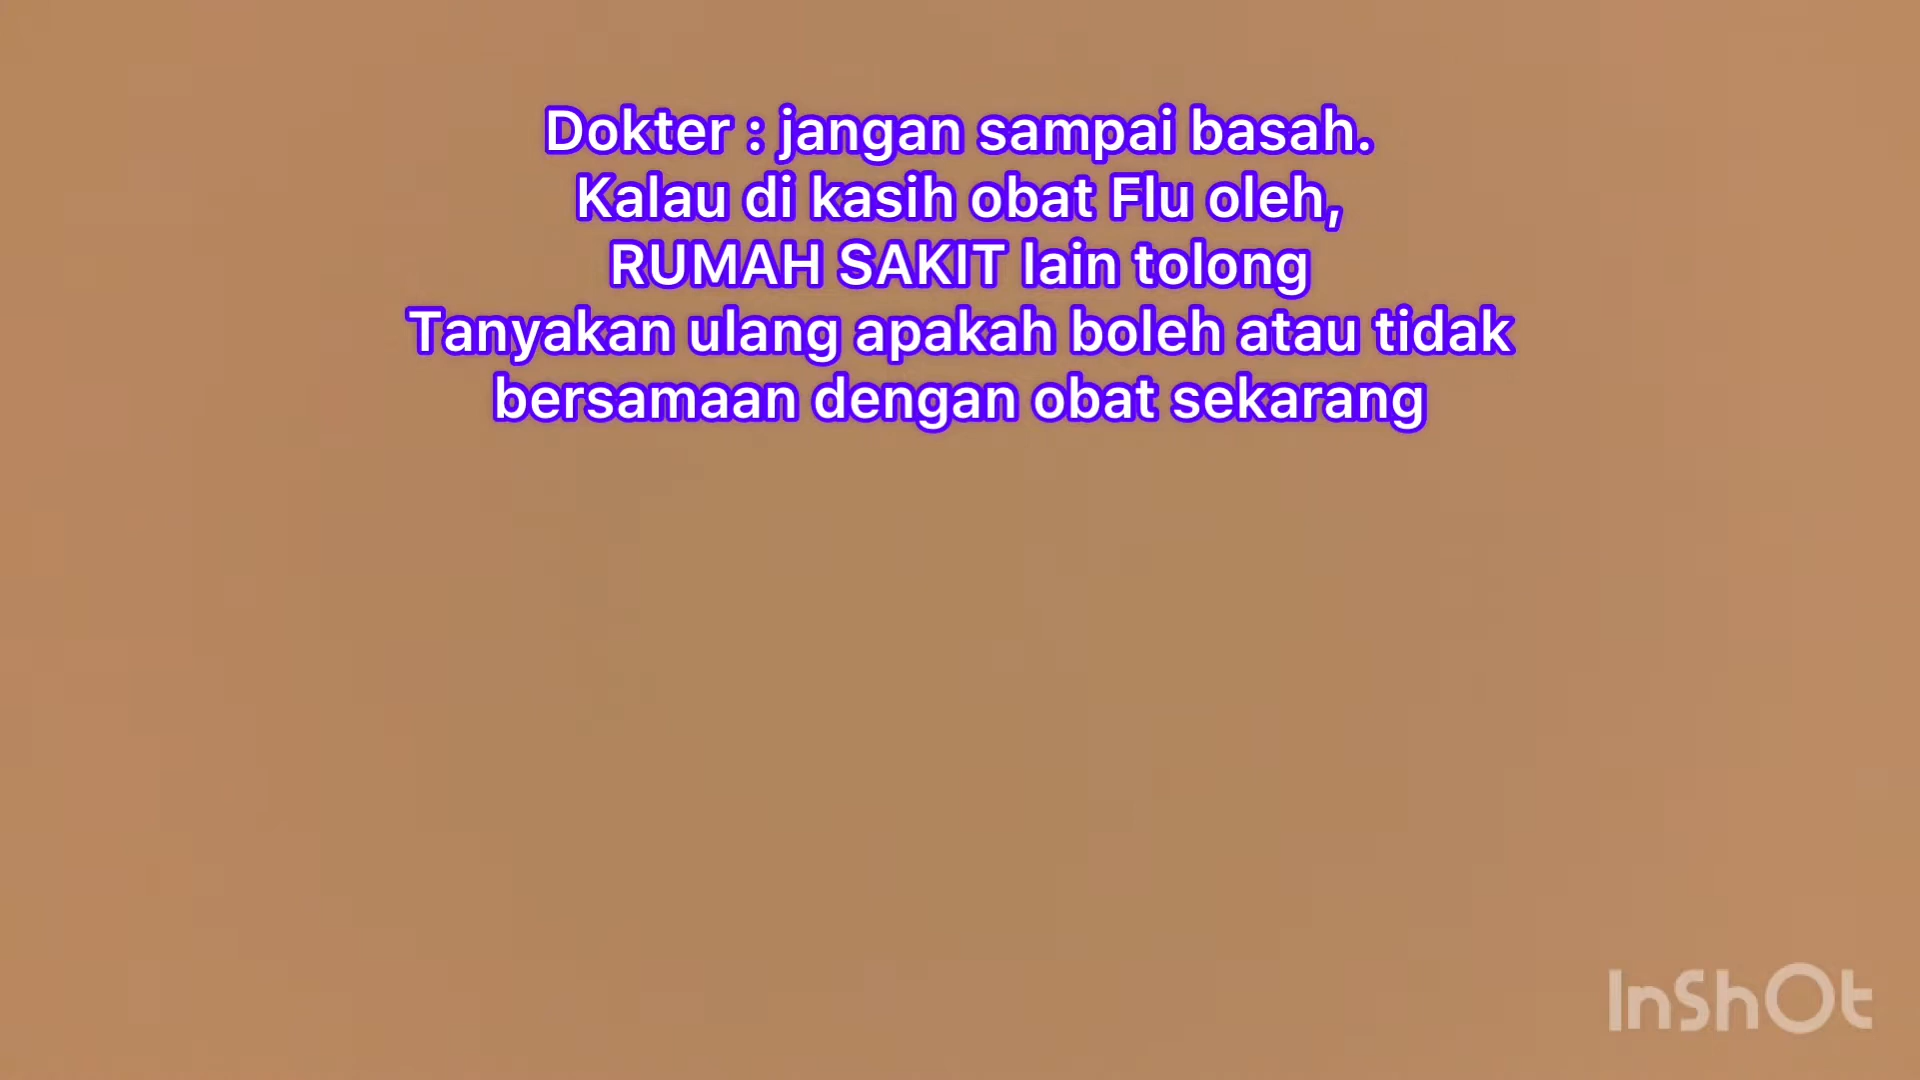 Dokter : jangan sampai basah.
Kalau di kasih obat Flu oleh,
RUMAH SAKIT lain tolong
Tanyakan ulang apakah boleh atau tidak
bersamaan dengan obat sekarang
InShOt